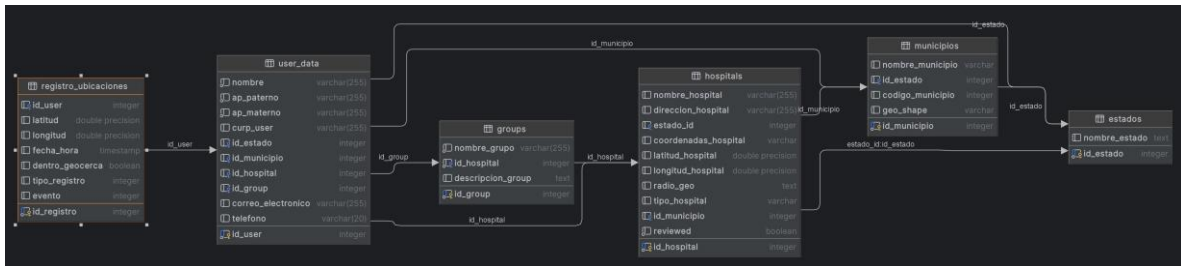 registro_ubicaciones
id_user integer
latitud double precision
longitud double precision
fecha_hora timestamp
dentro_geocerca boolean
tipo_registro integer
evento integer
id_registro integer
id_user
user_data
nombre varchar(255)
ap_paterno varchar(255)
ap_materno varchar(255)
curp_user varchar(255)
id_estado integer
id_municipio integer
id_hospital integer
id_group integer
correo_electronico varchar(255)
telefono varchar(20)
id_user integer
id_group
id_hospital
id_municipio
id_estado
groups
nombre_grupo varchar(255)
id_hospital integer
descripcion_group text
id_group integer
id_hospital
hospitals
nombre_hospital varchar(255)
direccion_hospital varchar(255)
estado_id integer
coordenadas_hospital varchar
latitud_hospital double precision
longitud_hospital double precision
radio_geo text
tipo_hospital varchar
id_municipio integer
reviewed boolean
id_hospital integer
id_municipio
estado_id:id_estado
municipios
nombre_municipio varchar
id_estado integer
codigo_municipio integer
geo_shape varchar
id_municipio integer
id_estado
estados
nombre_estado text
id_estado integer